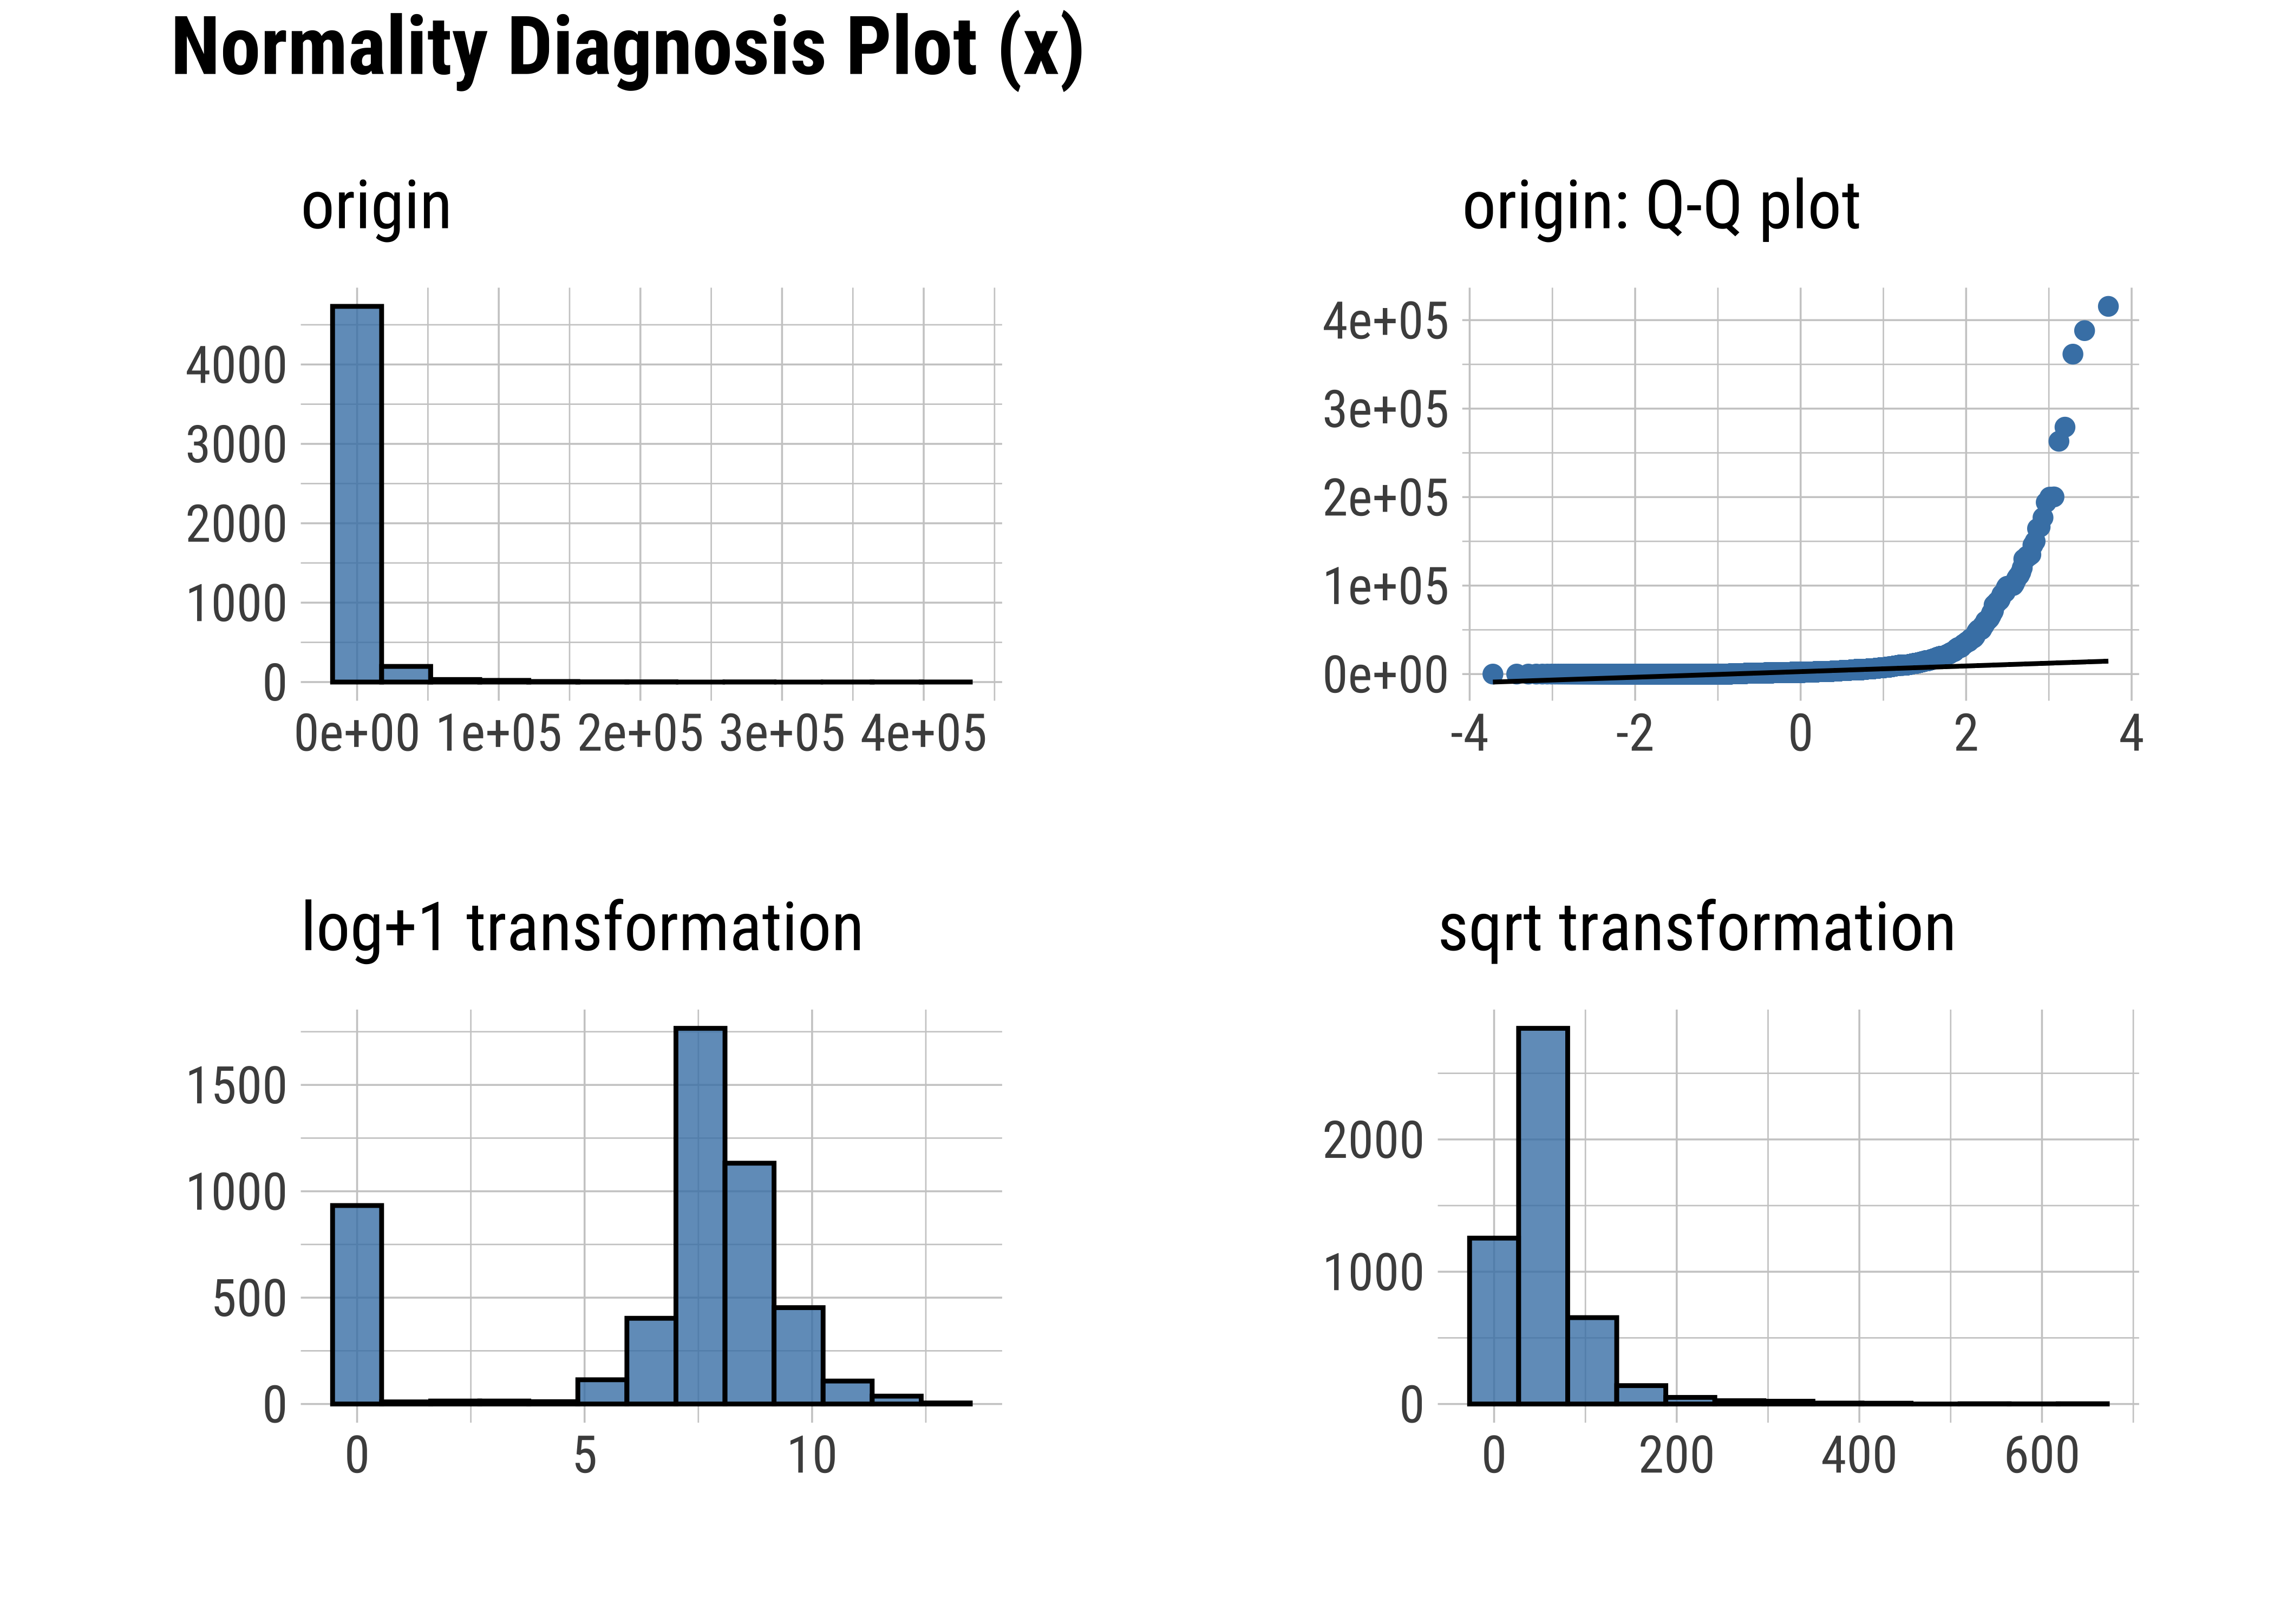 Normality Diagnosis Plot (x)
origin
4000
3000
2000
1000
0
0e+00 1e+05 2e+05 3e+05 4e+05
origin: Q-Q plot
4e+05
3e+05
2e+05
1e+05
0e+00
-4 -2 0 2 4
log+1 transformation
1500
1000
500
0
0 5 10
sqrt transformation
2000
1000
0
0 200 400 600